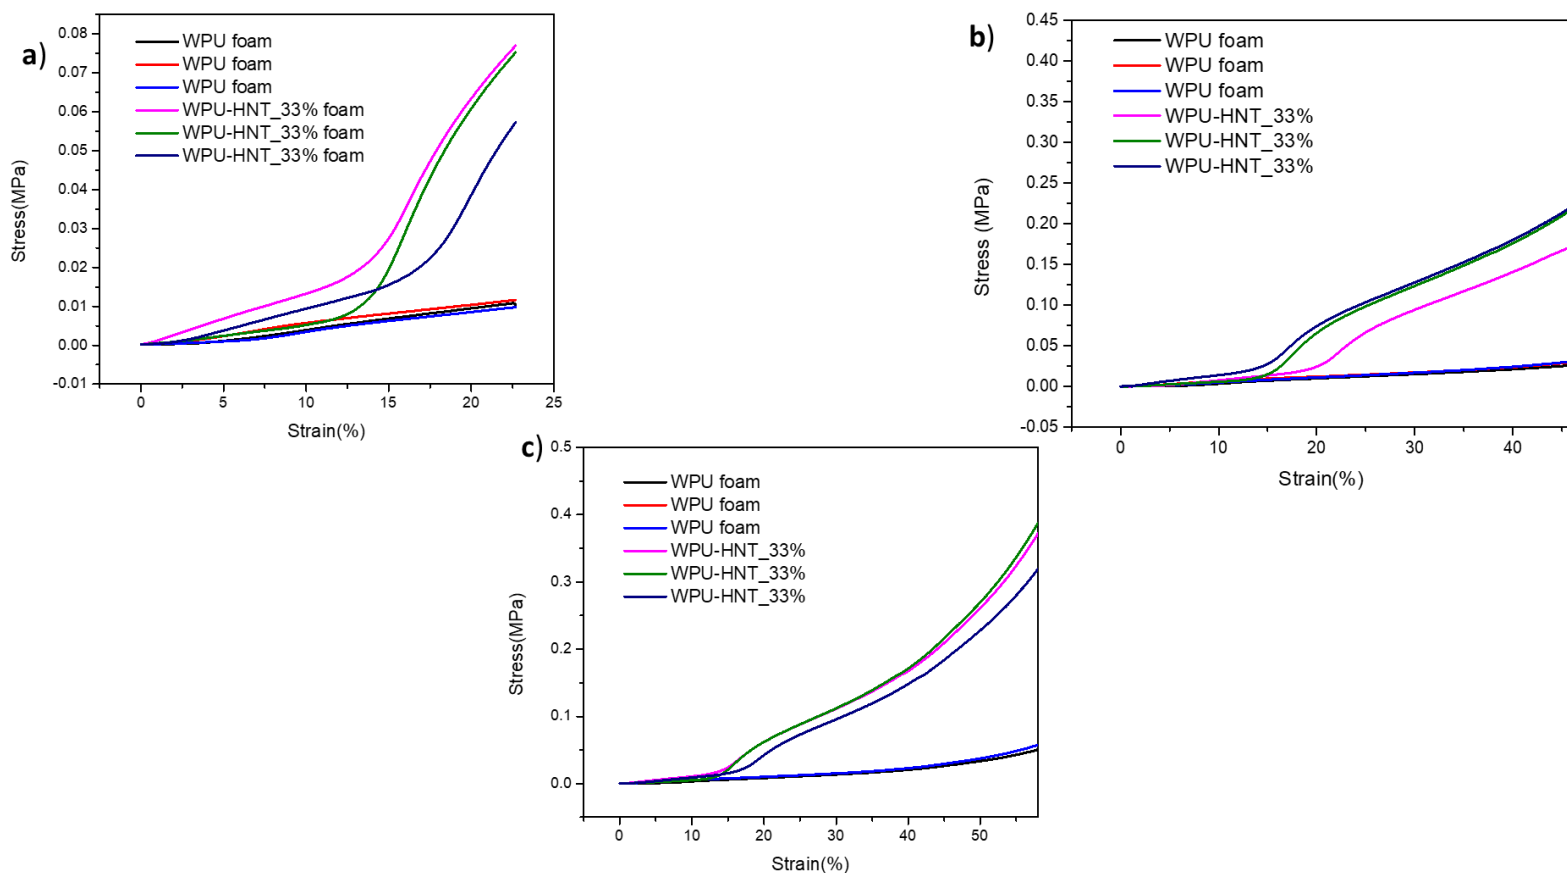 a)
WPU foam
WPU foam
WPU foam
WPU-HNT_33% foam
WPU-HNT_33% foam
WPU-HNT_33% foam
Stress(MPa)
0.08
0.07
0.06
0.05
0.04
0.03
0.02
0.01
0.00
-0.01
0 5 10 15 20 25
Strain(%)
b)
WPU foam
WPU foam
WPU foam
WPU-HNT_33%
WPU-HNT_33%
WPU-HNT_33%
Stress (MPa)
0.45
0.40
0.35
0.30
0.25
0.20
0.15
0.10
0.05
0.00
-0.05
0 10 20 30 40
Strain(%)
c)
WPU foam
WPU foam
WPU foam
WPU-HNT_33%
WPU-HNT_33%
WPU-HNT_33%
Stress(MPa)
0.5
0.4
0.3
0.2
0.1
0.0
0 10 20 30 40 50
Strain(%)